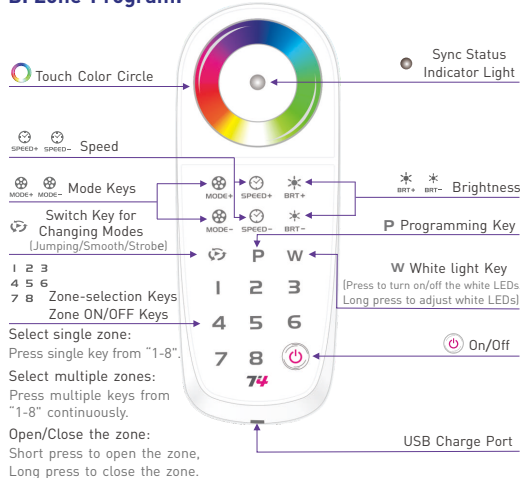 B. Zone Program:
Touch Color Circle
Sync Status
Indicator Light
SPEED+ SPEED- Speed
MODE+ MODE- Mode Keys
Switch Key for
Changing Modes
(Jumping/Smooth/Strobe)
1 2 3
4 5 6
7 8 Zone-selection Keys
Zone ON/OFF Keys
Select single zone:
Press single key from "1-8".
Select multiple zones:
Press multiple keys from
"1-8" continuously.
Open/Close the zone:
Short press to open the zone,
Long press to close the zone.
MODE+ SPEED+ BRT+
MODE- SPEED- BRT-
P W
1 2 3
4 5 6
7 8
T4
BRT+ BRT- Brightness
P Programming Key
W White light Key
(Press to turn on/off the white LEDs
Long press to adjust white LEDs)
On/Off
USB Charge Port